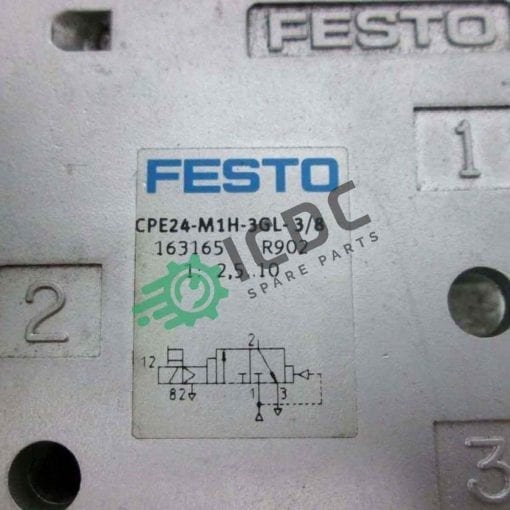 FESTO
1
FESTO
CPE24-M1H-3GL-3/8
163165 R902
1: 2,5..10
ICDC
SPARE PARTS
2
2
12
82
1 3
3